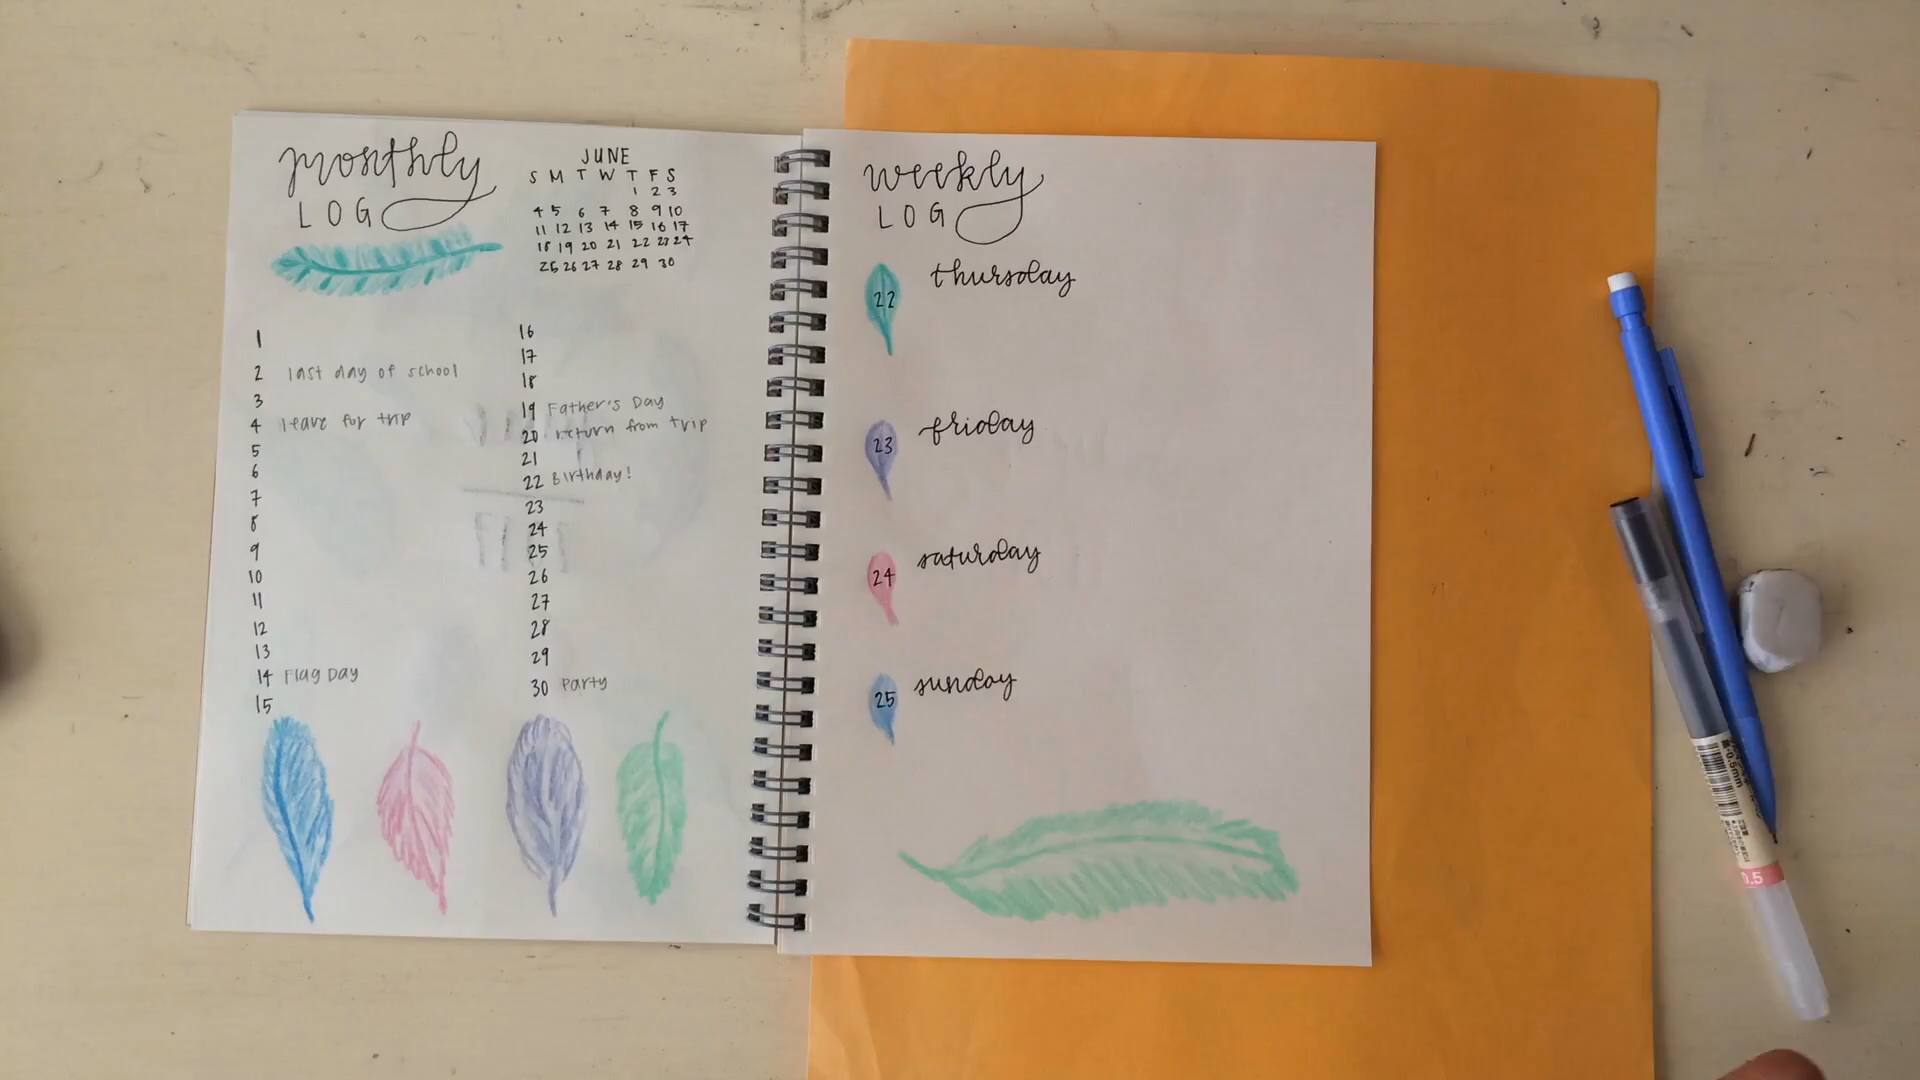 monthly
LOG
JUNE
S M T W T F S
1 2 3
4 5 6 7 8 9 10
11 12 13 14 15 16 17
18 19 20 21 22 23 24
25 26 27 28 29 30
1
2 last day of school
3
4 leave for trip
5
6
7
8
9
10
11
12
13
14 Flag Day
15
16
17
18
19 Father's Day
20 return from trip
21
22 Birthday!
23
24
25
26
27
28
29
30 Party
weekly
LOG
22 thursday
23 friday
24 saturday
25 sunday
0.5